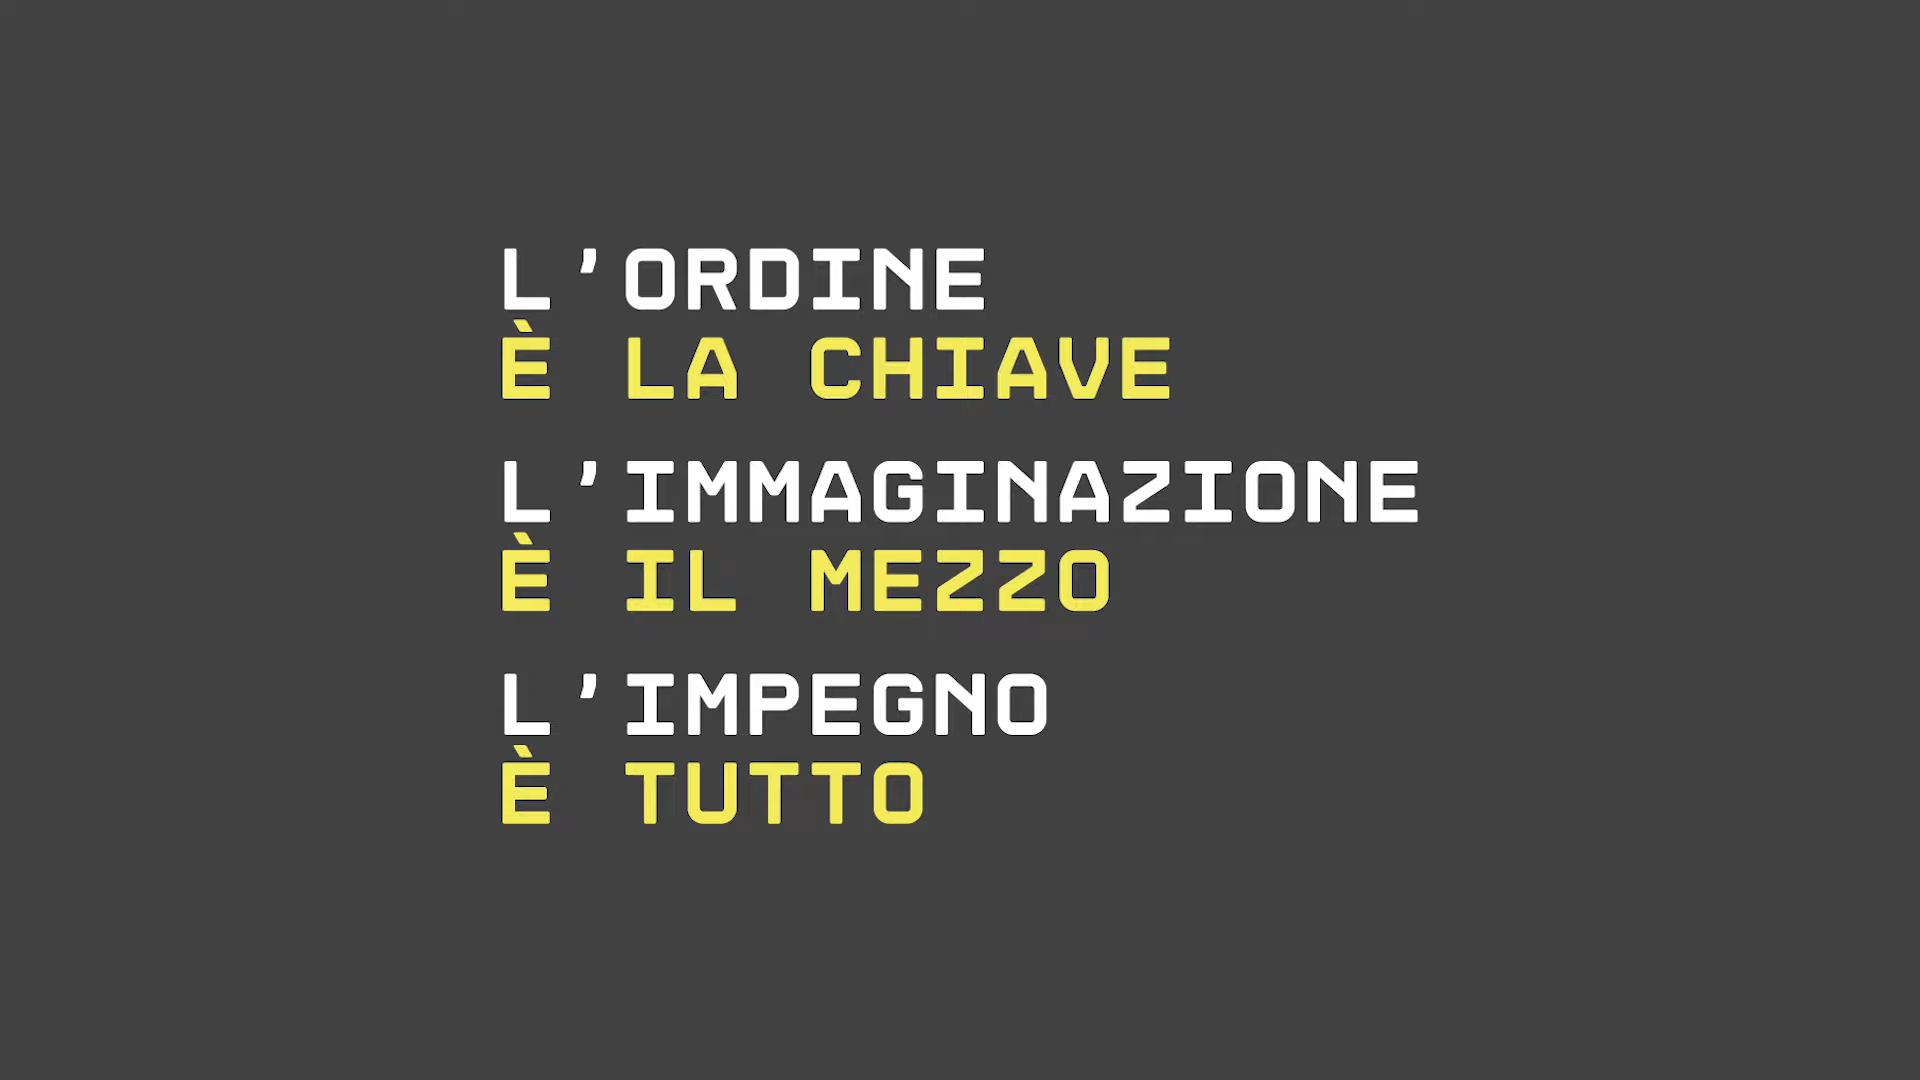 L’ORDINE
È LA CHIAVE
L’IMMAGINAZIONE
È IL MEZZO
L’IMPEGNO
È TUTTO